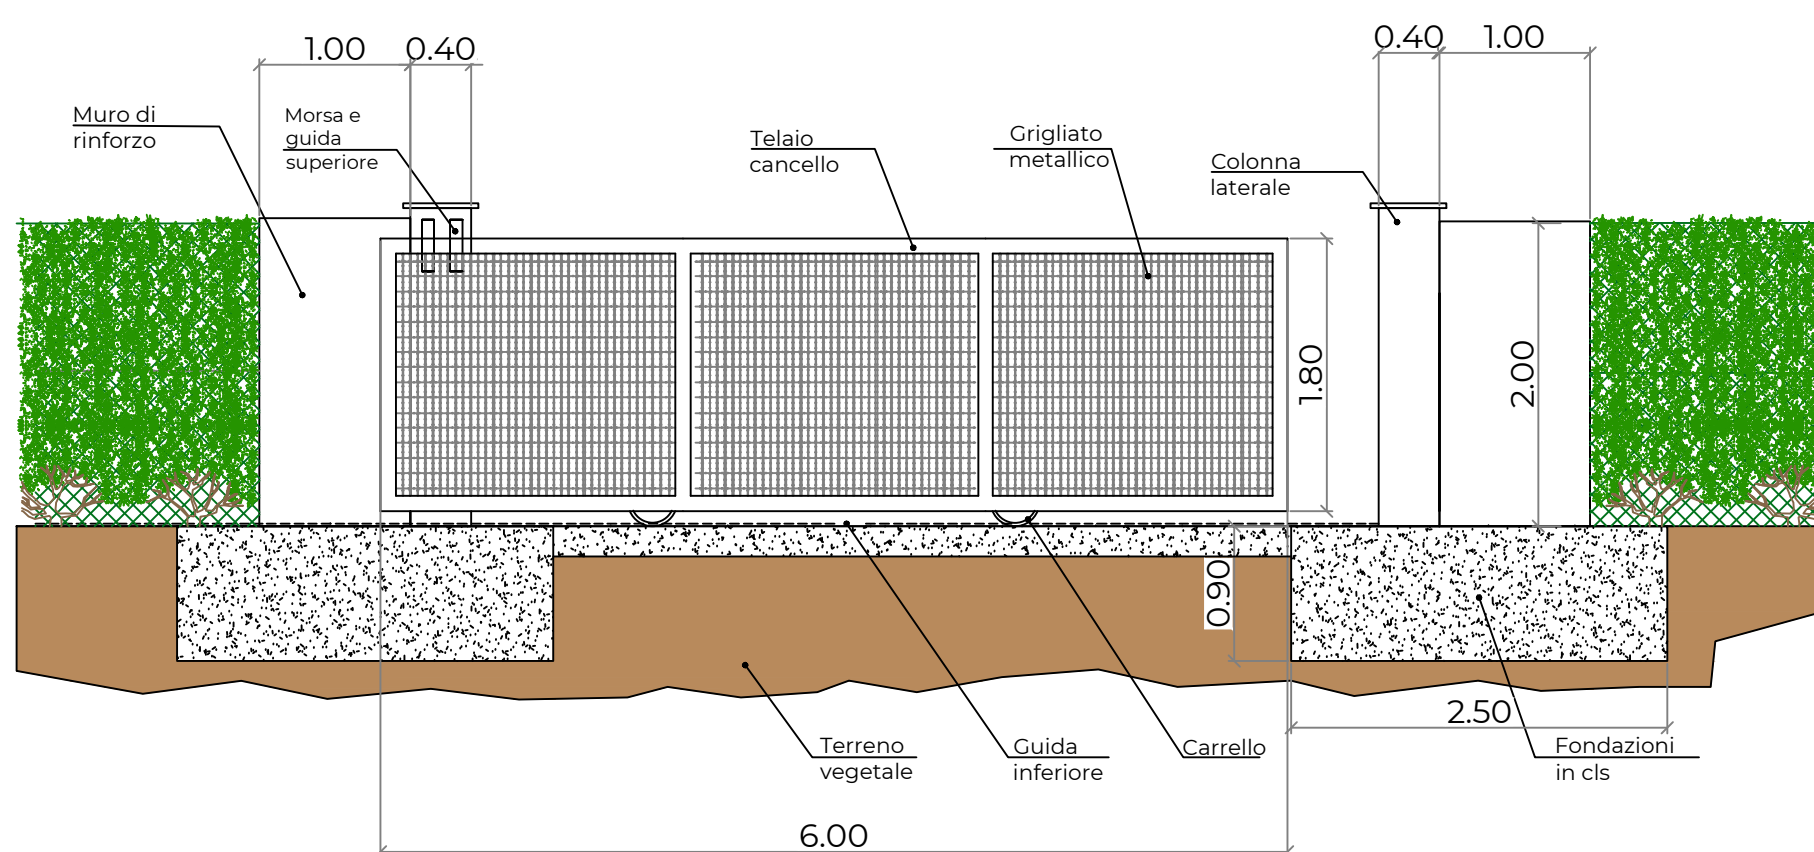 1.00
0.40
0.40
1.00
Muro di
rinforzo
Morsa e
guida
superiore
Telaio
cancello
Grigliato
metallico
Colonna
laterale
1.80
2.00
0.90
2.50
Terreno
vegetale
Guida
inferiore
Carrello
Fondazioni
in cls
6.00